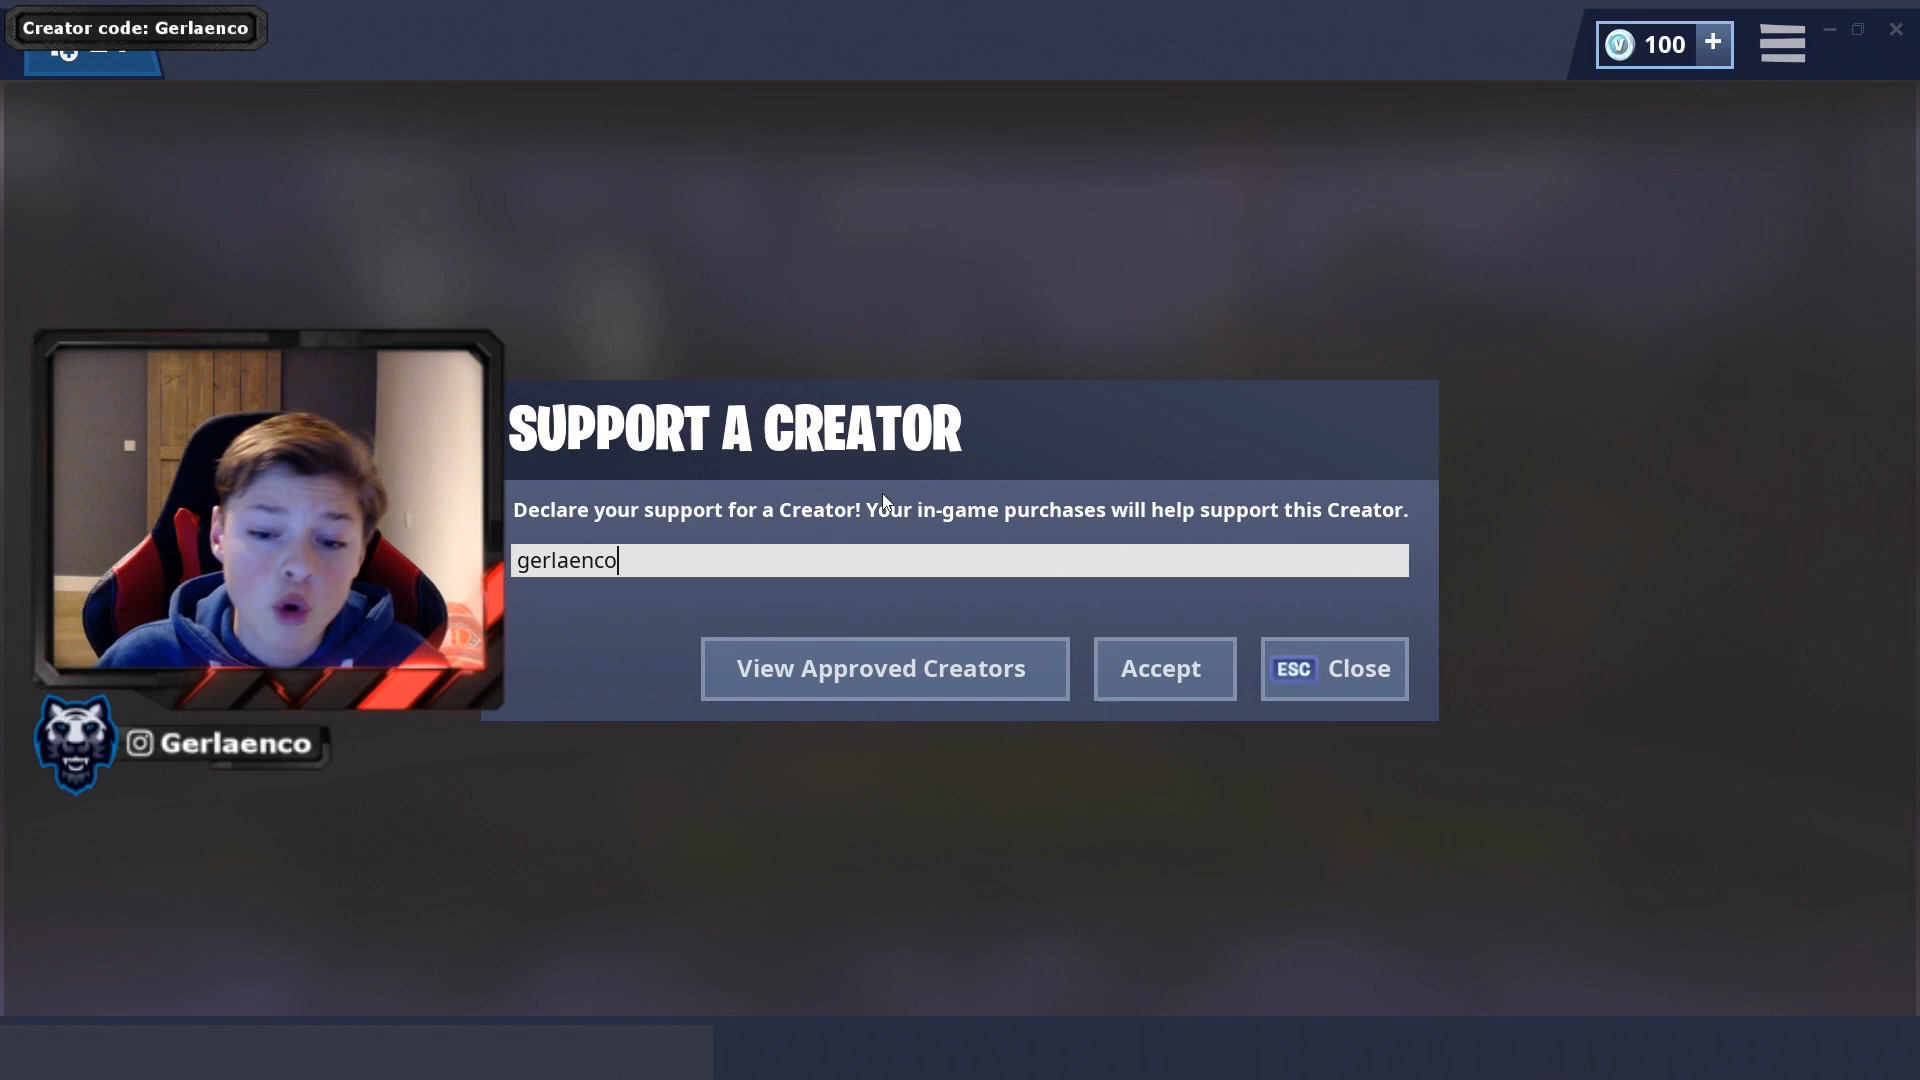 Creator code: Gerlaenco
V 100 +
SUPPORT A CREATOR
Declare your support for a Creator! Your in-game purchases will help support this Creator.
gerlaenco
View Approved Creators
Accept
ESC Close
Gerlaenco